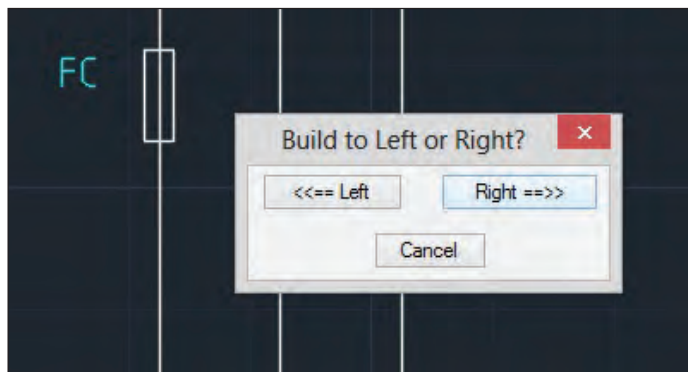 FC
Build to Left or Right?
<<== Left
Right ==>>
Cancel